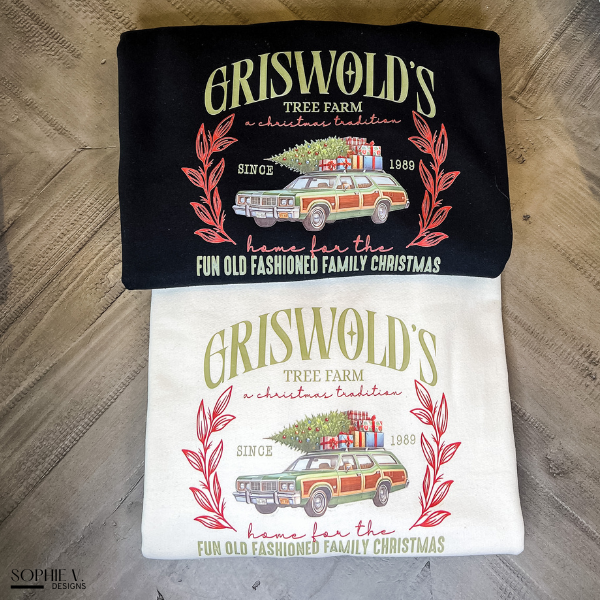 GRISWOLD'S
TREE FARM
a christmas tradition
SINCE 1989
home for the
FUN OLD FASHIONED FAMILY CHRISTMAS
GRISWOLD'S
TREE FARM
a christmas tradition
SINCE 1989
home for the
FUN OLD FASHIONED FAMILY CHRISTMAS
SOPHIE V.
DESIGNS